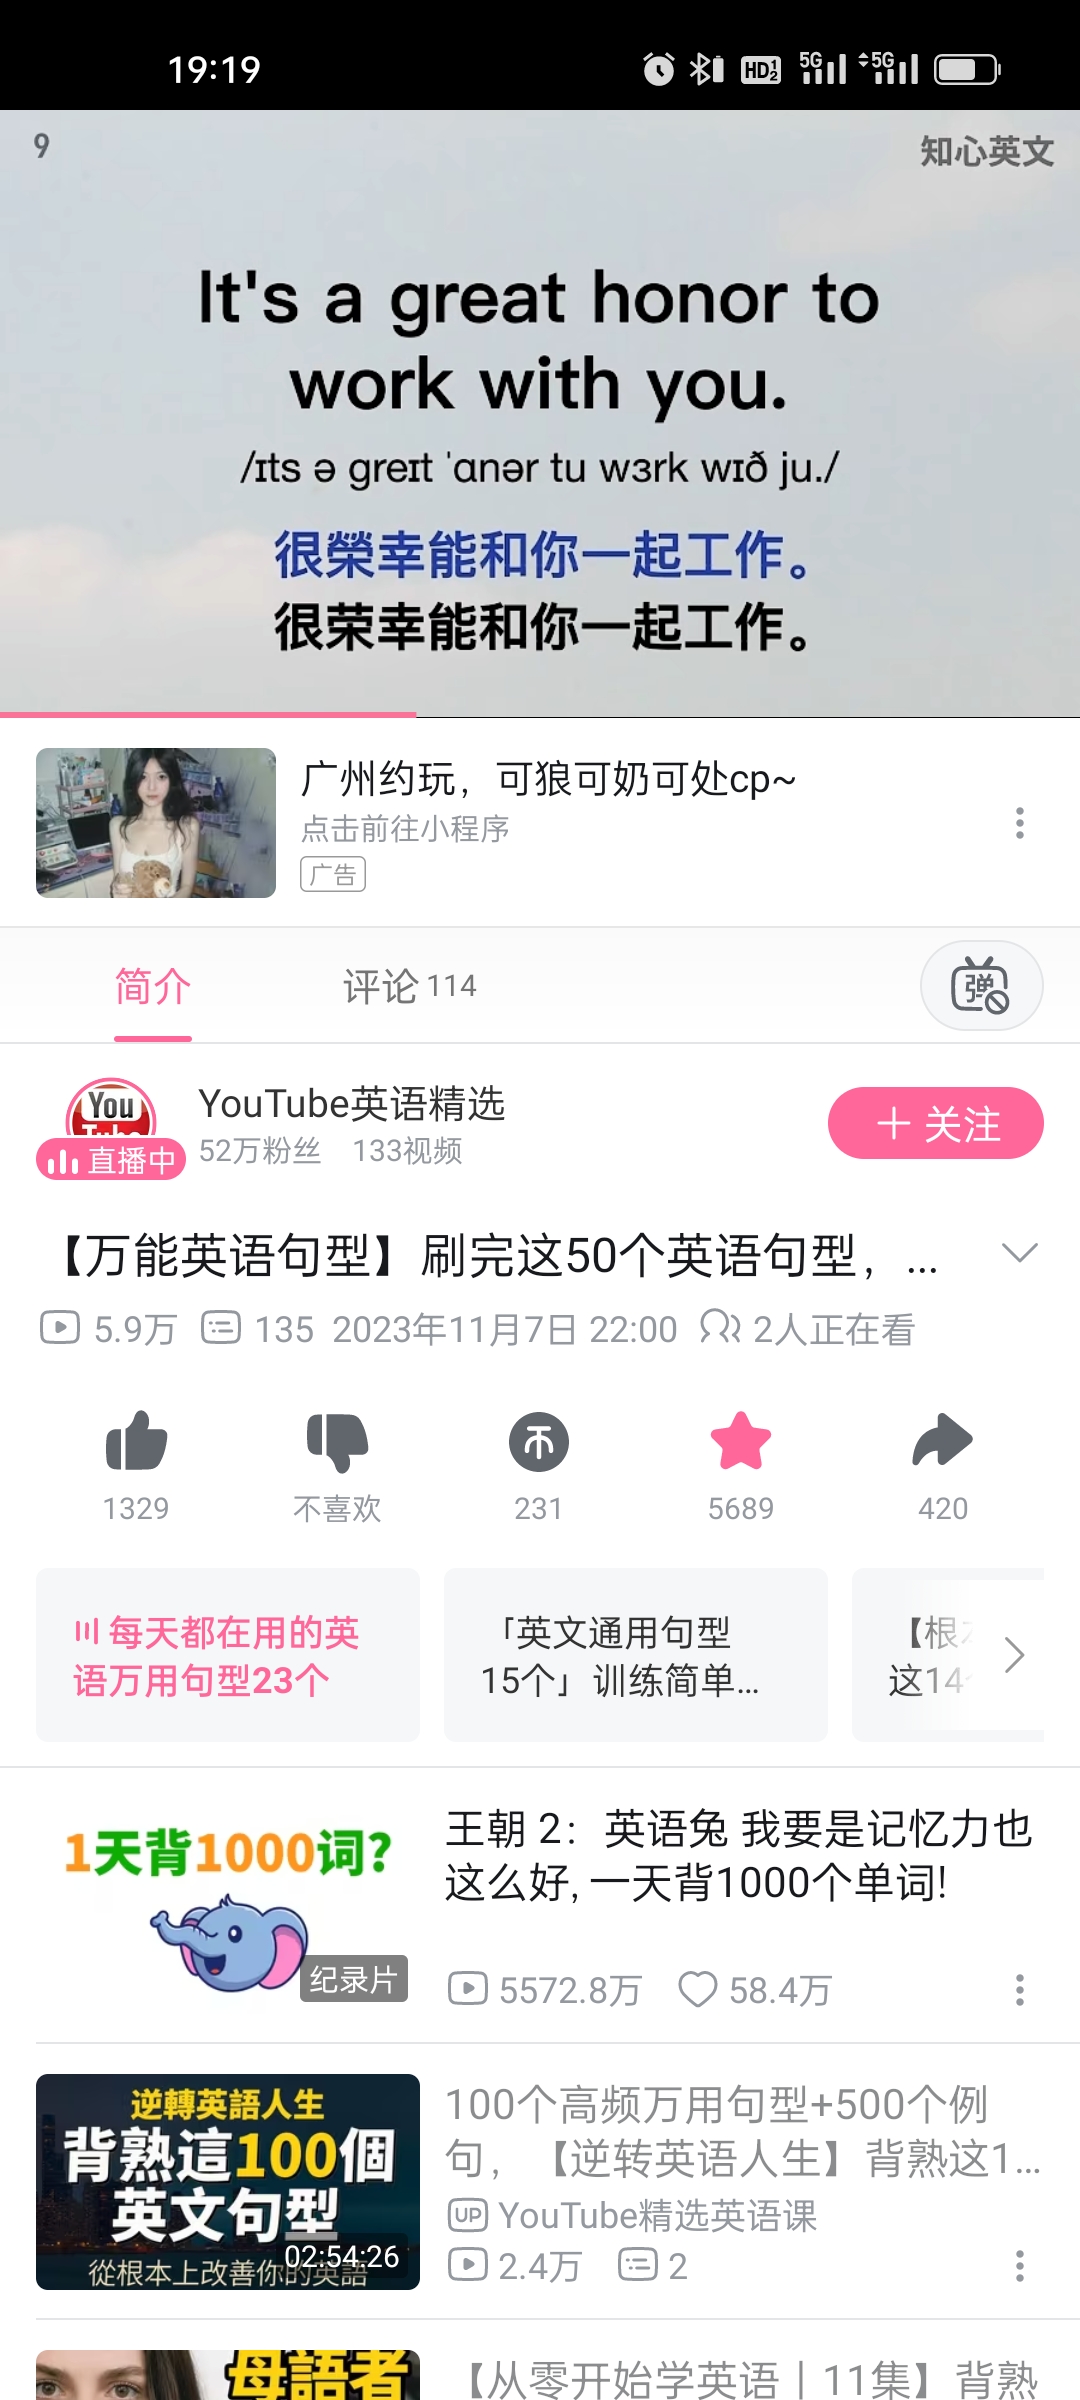 19:19
HD 1 2
5G
5G
9
知心英文
It's a great honor to
work with you.
/ɪts ə greɪt ˈɑnər tu wɜrk wɪð ju./
很榮幸能和你一起工作。
很荣幸能和你一起工作。
广州约玩，可狼可奶可处cp~
点击前往小程序
广告
简介
评论 114
弹
You
直播中
YouTube英语精选
52万粉丝 133视频
＋ 关注
【万能英语句型】刷完这50个英语句型，...
5.9万 135 2023年11月7日 22:00 2人正在看
1329
不喜欢
231
5689
420
每天都在用的英
语万用句型23个
「英文通用句型
15个」训练简单...
【根
这14
1天背1000词?
纪录片
王朝 2：英语兔 我要是记忆力也
这么好, 一天背1000个单词!
5572.8万 58.4万
逆轉英語人生
背熟這100個
英文句型
從根本上改善你的英語
02:54:26
100个高频万用句型+500个例
句，【逆转英语人生】背熟这1...
UP YouTube精选英语课
2.4万 2
母語者
【从零开始学英语｜11集】背熟